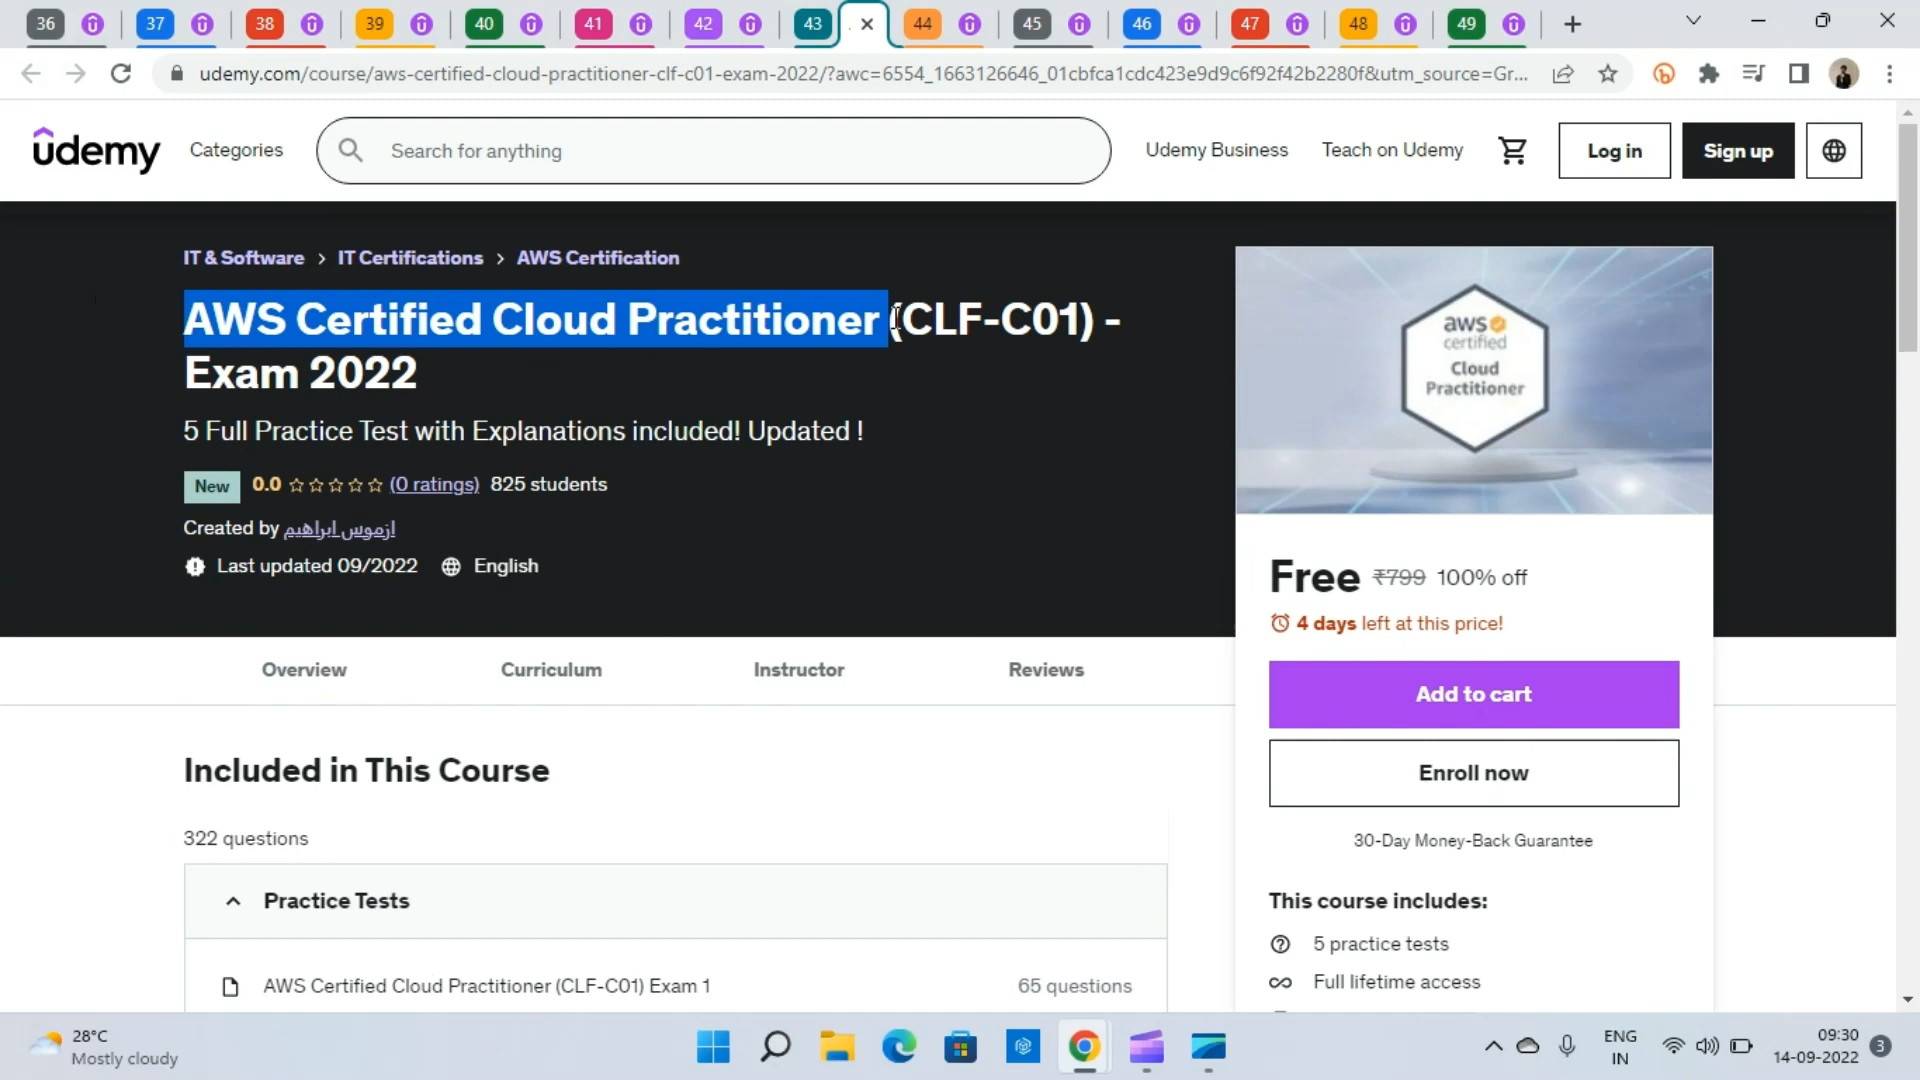 36 37 38 39 40 41 42 43 44 45 46 47 48 49
udemy.com/course/aws-certified-cloud-practitioner-clf-c01-exam-2022/?awc=6554_1663126646_01cbfca1cdc423e9d9c6f92f42b2280f&utm_source=Gr...
udemy Categories Search for anything Udemy Business Teach on Udemy Log in Sign up
IT & Software > IT Certifications > AWS Certification
AWS Certified Cloud Practitioner (CLF-C01) -
Exam 2022
5 Full Practice Test with Explanations included! Updated !
New 0.0 (0 ratings) 825 students
Created by ازموس ابراهيم
Last updated 09/2022 English
aws
certified
Cloud
Practitioner
Free ₹799 100% off
4 days left at this price!
Add to cart
Enroll now
30-Day Money-Back Guarantee
This course includes:
5 practice tests
Full lifetime access
Overview Curriculum Instructor Reviews
Included in This Course
322 questions
Practice Tests
AWS Certified Cloud Practitioner (CLF-C01) Exam 1 65 questions
28°C
Mostly cloudy
ENG
IN
09:30
14-09-2022
3